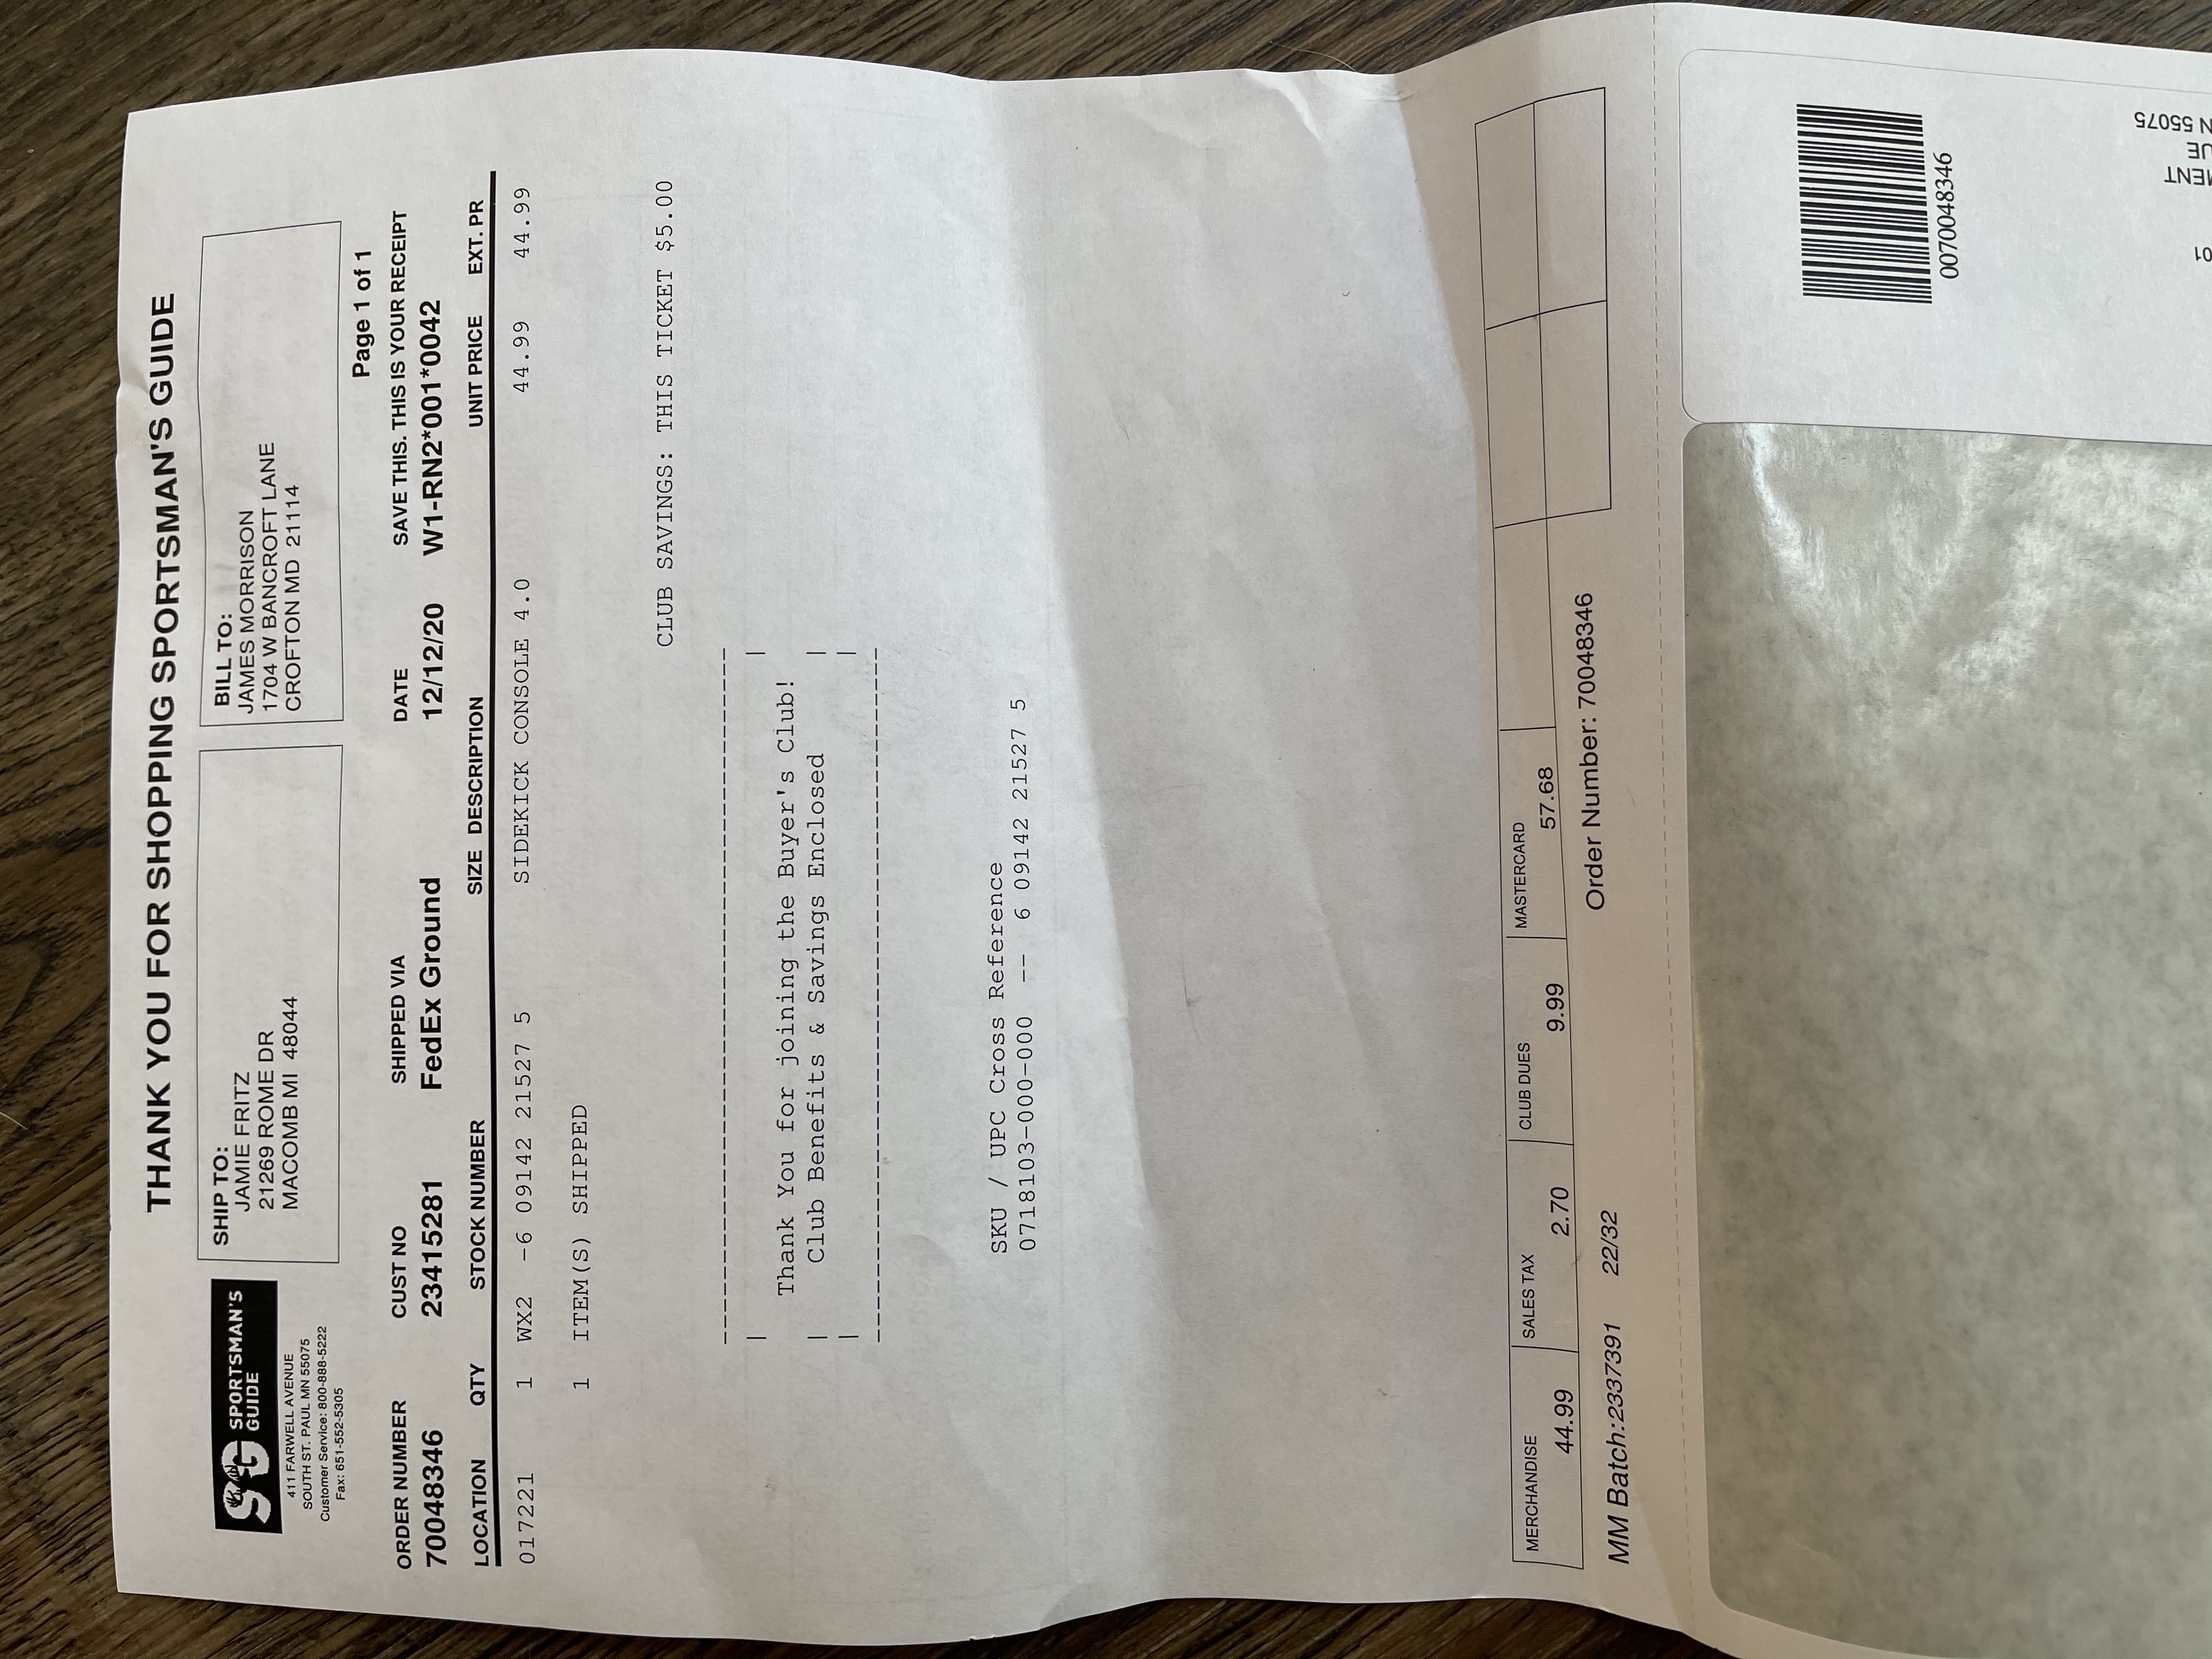 THANK YOU FOR SHOPPING SPORTSMAN'S GUIDE
SG SPORTSMAN'S GUIDE
411 FARWELL AVENUE
SOUTH ST. PAUL MN 55075
Customer Service: 800-888-5222
Fax: 651-552-5305
SHIP TO:
JAMIE FRITZ
21269 ROME DR
MACOMB MI 48044
BILL TO:
JAMES MORRISON
1704 W BANCROFT LANE
CROFTON MD 21114
Page 1 of 1
ORDER NUMBER CUST NO SHIPPED VIA DATE SAVE THIS. THIS IS YOUR RECEIPT
70048346 23415281 FedEx Ground 12/12/20 W1-RN2*001*0042
LOCATION QTY STOCK NUMBER SIZE DESCRIPTION UNIT PRICE EXT. PR
017221 1 WX2 -6 09142 21527 5 SIDEKICK CONSOLE 4.0 44.99 44.99
1 ITEM(S) SHIPPED
CLUB SAVINGS: THIS TICKET $5.00
Thank You for joining the Buyer's Club!
Club Benefits & Savings Enclosed
SKU / UPC Cross Reference
0718103-000-000 -- 6 09142 21527 5
MERCHANDISE SALES TAX CLUB DUES MASTERCARD
44.99 2.70 9.99 57.68
MM Batch:2337391 22/32 Order Number: 70048346
0070048346
MENT
UE
N 55075
01